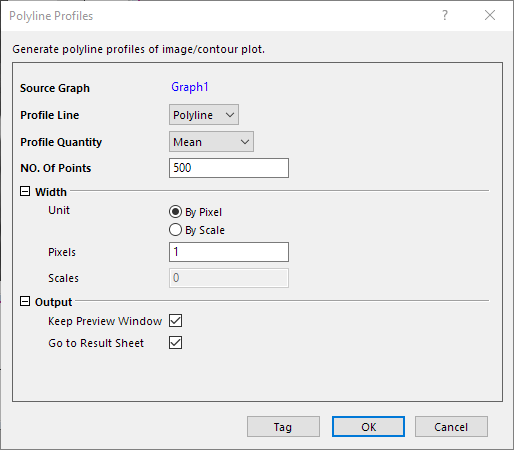 Polyline Profiles
Generate polyline profiles of image/contour plot.
Source Graph Graph1
Profile Line Polyline
Profile Quantity Mean
NO. Of Points 500
Width
Unit By Pixel
By Scale
Pixels 1
Scales 0
Output
Keep Preview Window
Go to Result Sheet
Tag OK Cancel